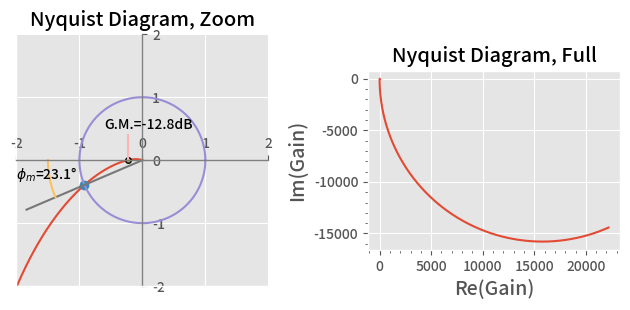 Nyquist Diagram, Zoom
2
1
G.M.=-12.8dB
-2 -1 0 1 2
0
ϕm=23.1°
-1
-2
Nyquist Diagram, Full
0
-5000
-10000
-15000
Im(Gain)
0 5000 10000 15000 20000
Re(Gain)